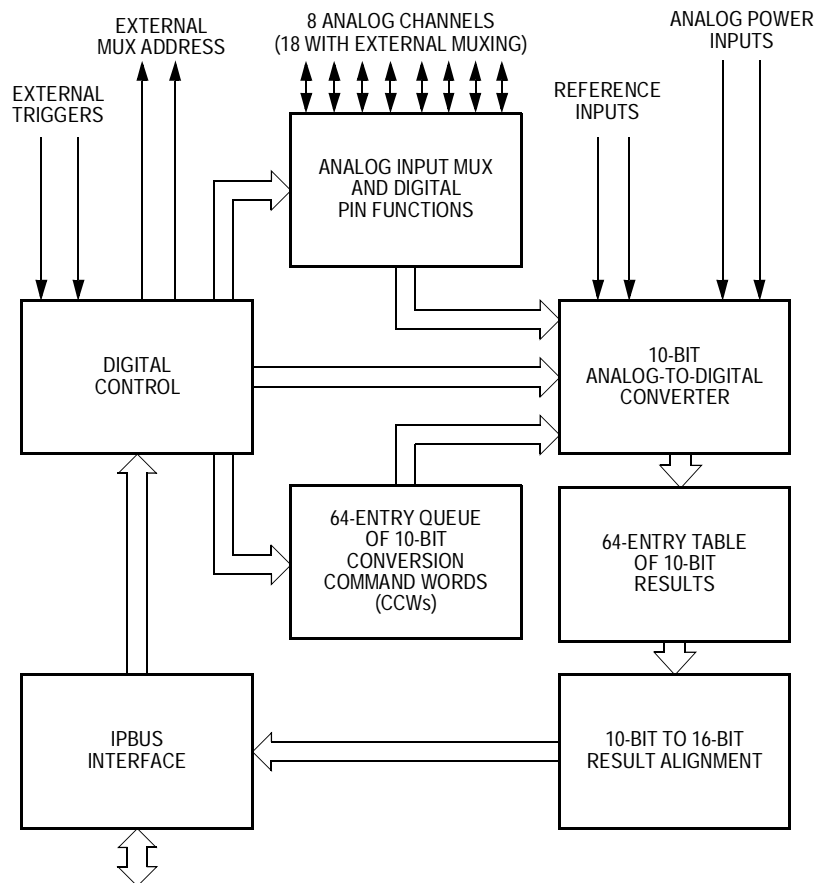 EXTERNAL
MUX ADDRESS
8 ANALOG CHANNELS
(18 WITH EXTERNAL MUXING)
ANALOG POWER
INPUTS
EXTERNAL
TRIGGERS
REFERENCE
INPUTS
ANALOG INPUT MUX
AND DIGITAL
PIN FUNCTIONS
DIGITAL
CONTROL
10-BIT
ANALOG-TO-DIGITAL
CONVERTER
64-ENTRY QUEUE
OF 10-BIT
CONVERSION
COMMAND WORDS
(CCWs)
64-ENTRY TABLE
OF 10-BIT
RESULTS
IPBUS
INTERFACE
10-BIT TO 16-BIT
RESULT ALIGNMENT